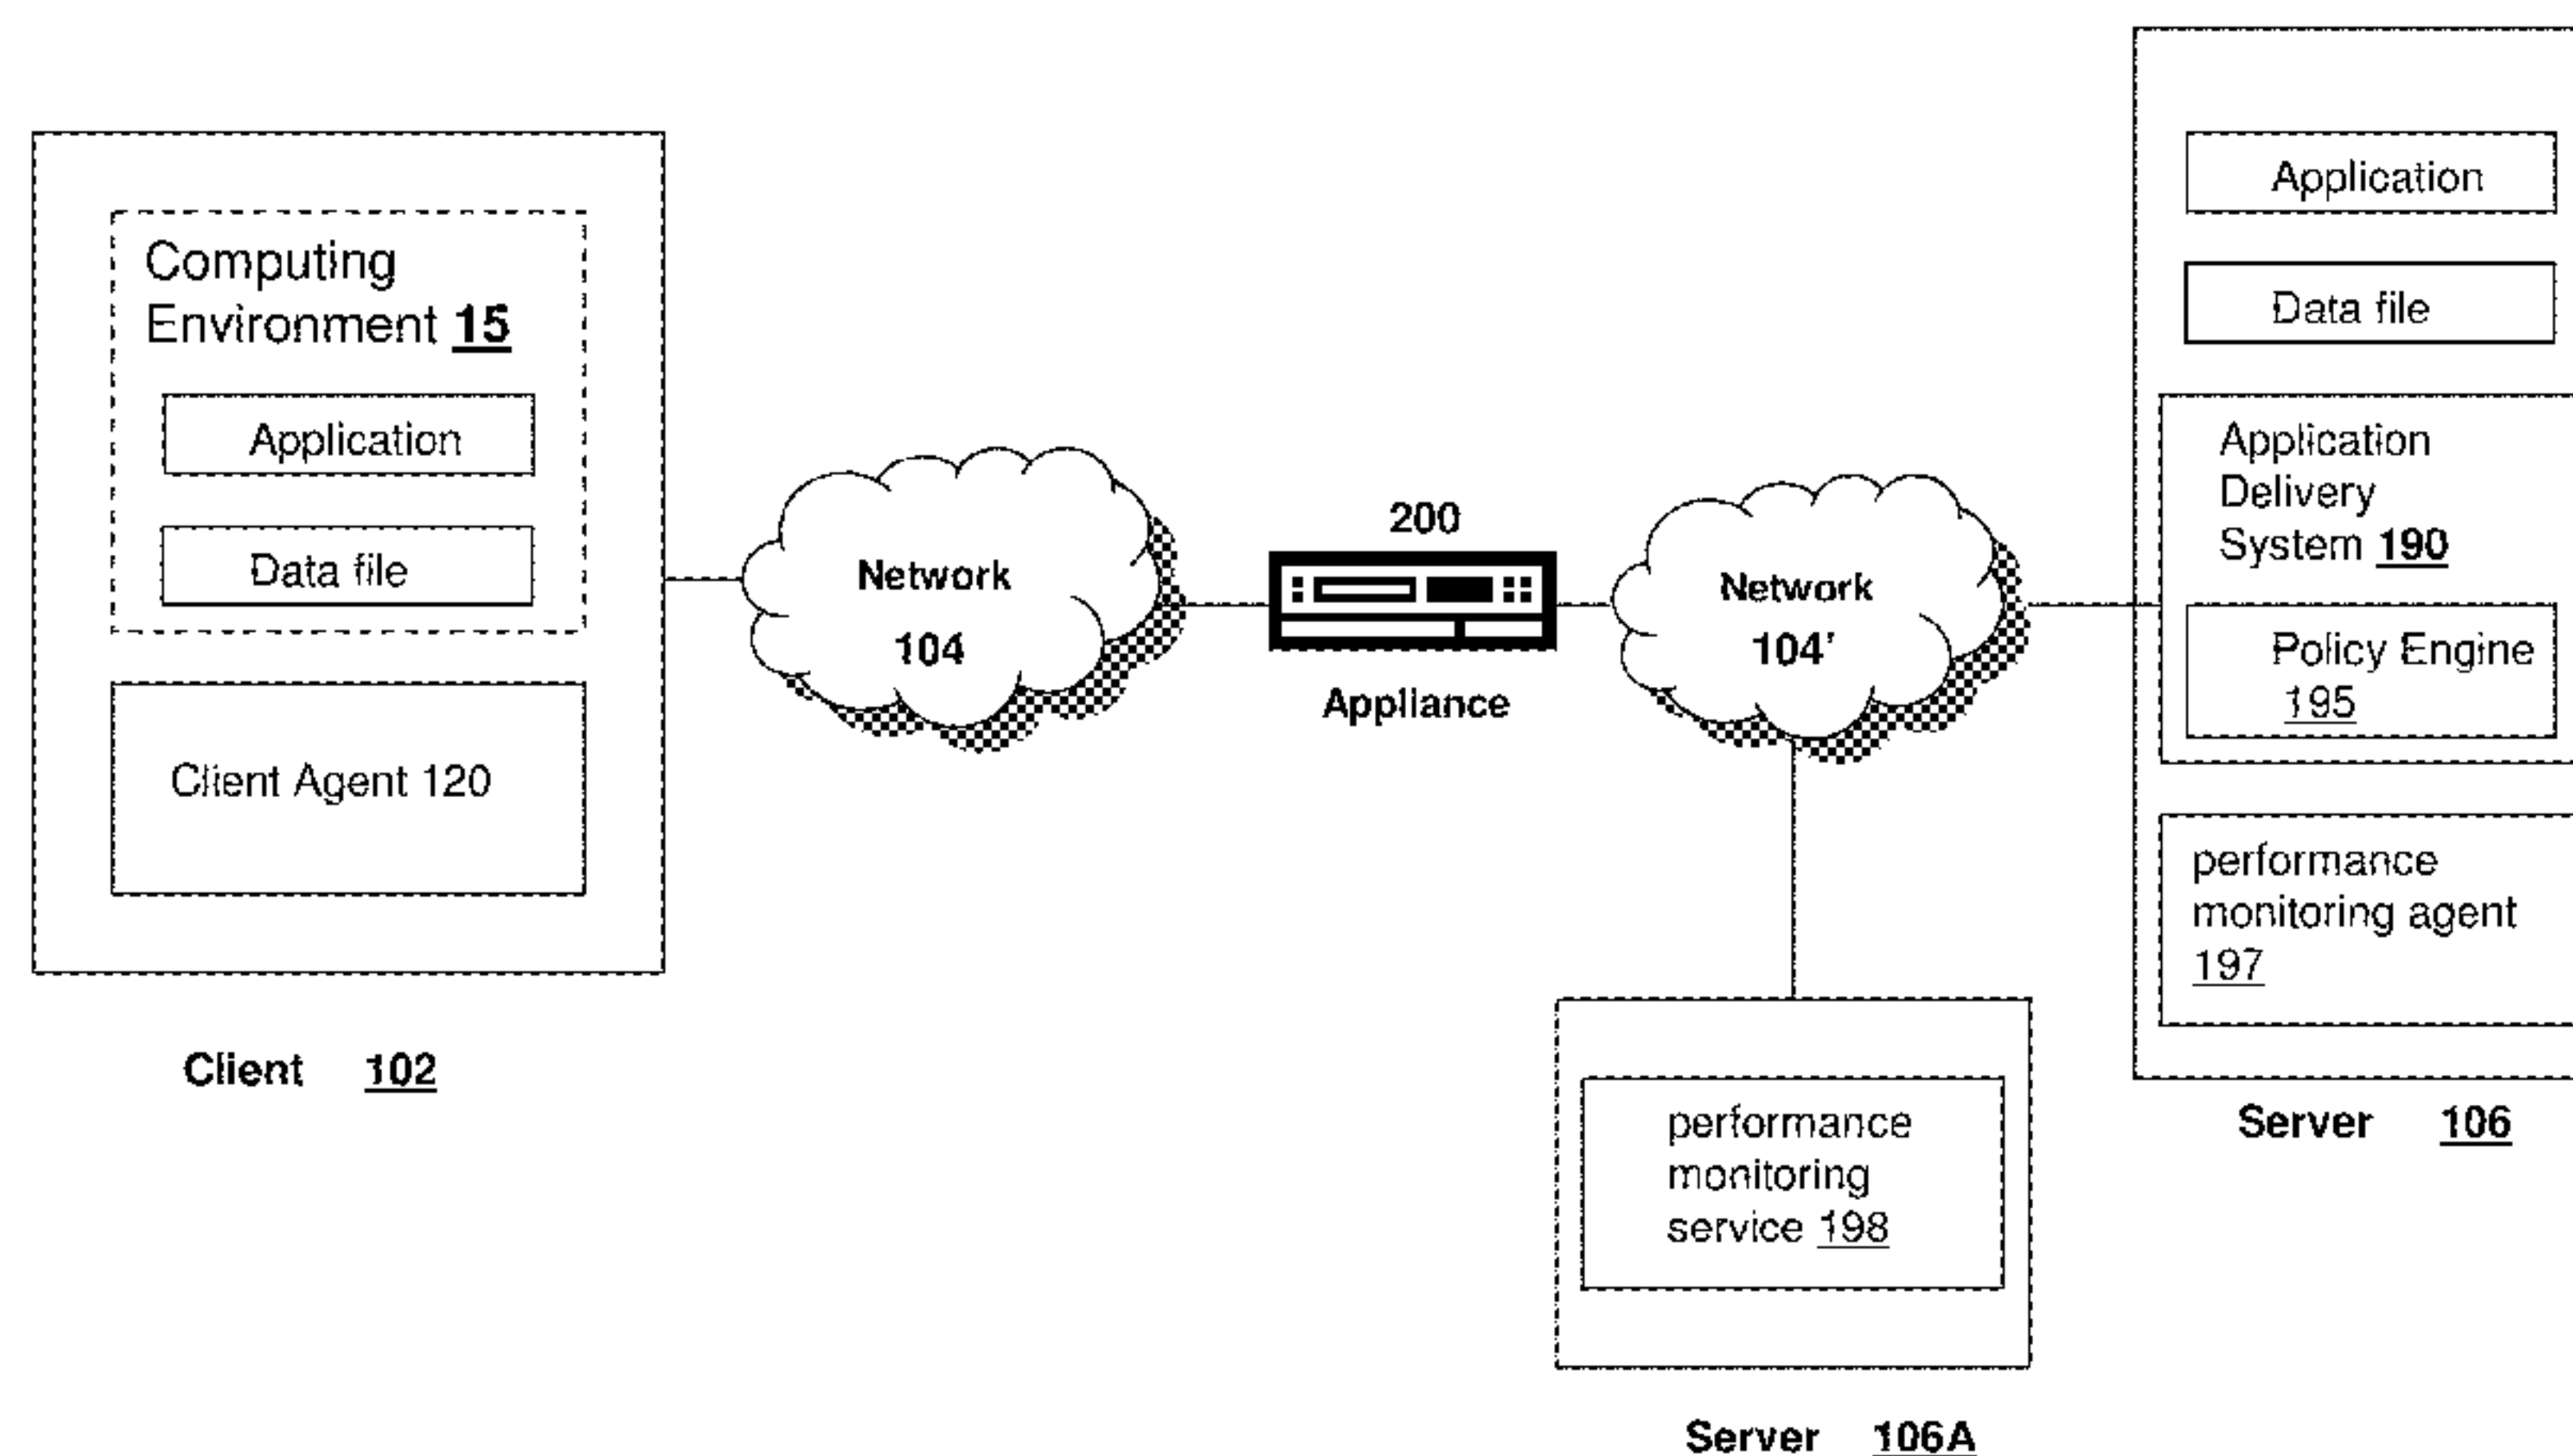 Computing
Environment 15
Application
Data file
Client Agent 120
Client 102
Network
104
200
Appliance
Network
104'
performance
monitoring
service 198
Server 106A
Application
Data file
Application
Delivery
System 190
Policy Engine
195
performance
monitoring agent
197
Server 106